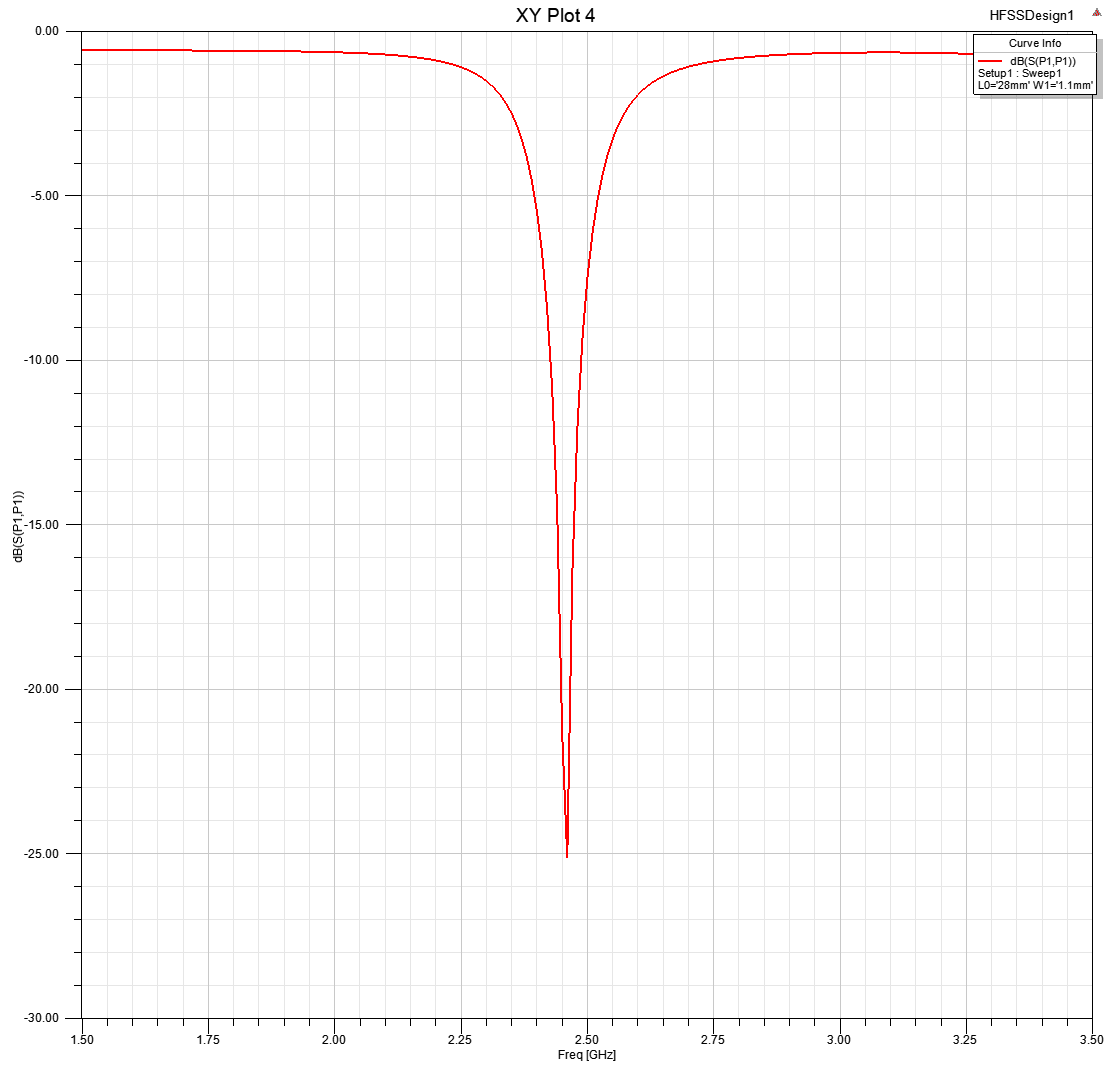 XY Plot 4
HFSSDesign1
Curve Info
dB(S(P1,P1))
Setup1 : Sweep1
L0='28mm' W1='1.1mm'
0.00
-5.00
-10.00
-15.00
-20.00
-25.00
-30.00
dB(S(P1,P1))
1.50
1.75
2.00
2.25
2.50
2.75
3.00
3.25
3.50
Freq [GHz]